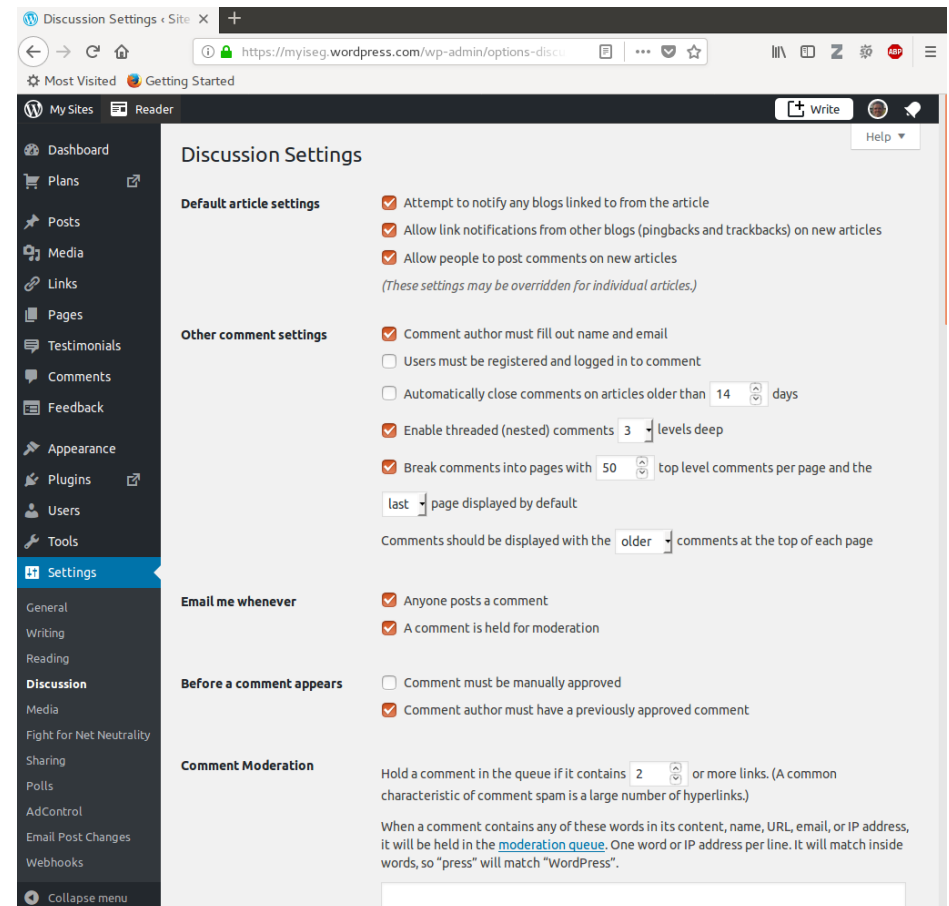 Discussion Settings ‹ Site
https://myiseg.wordpress.com/wp-admin/options-discu
Most Visited
Getting Started
ABP
My Sites
Reader
Write
Help
Dashboard
Plans
Posts
Media
Links
Pages
Testimonials
Comments
Feedback
Appearance
Plugins
Users
Tools
Settings
General
Writing
Reading
Discussion
Media
Fight for Net Neutrality
Sharing
Polls
AdControl
Email Post Changes
Webhooks
Collapse menu
Discussion Settings
Default article settings
Attempt to notify any blogs linked to from the article
Allow link notifications from other blogs (pingbacks and trackbacks) on new articles
Allow people to post comments on new articles
(These settings may be overridden for individual articles.)
Other comment settings
Comment author must fill out name and email
Users must be registered and logged in to comment
Automatically close comments on articles older than 14 days
Enable threaded (nested) comments 3 levels deep
Break comments into pages with 50 top level comments per page and the
last page displayed by default
Comments should be displayed with the older comments at the top of each page
Email me whenever
Anyone posts a comment
A comment is held for moderation
Before a comment appears
Comment must be manually approved
Comment author must have a previously approved comment
Comment Moderation
Hold a comment in the queue if it contains 2 or more links. (A common
characteristic of comment spam is a large number of hyperlinks.)
When a comment contains any of these words in its content, name, URL, email, or IP address,
it will be held in the moderation queue. One word or IP address per line. It will match inside
words, so “press” will match “WordPress”.